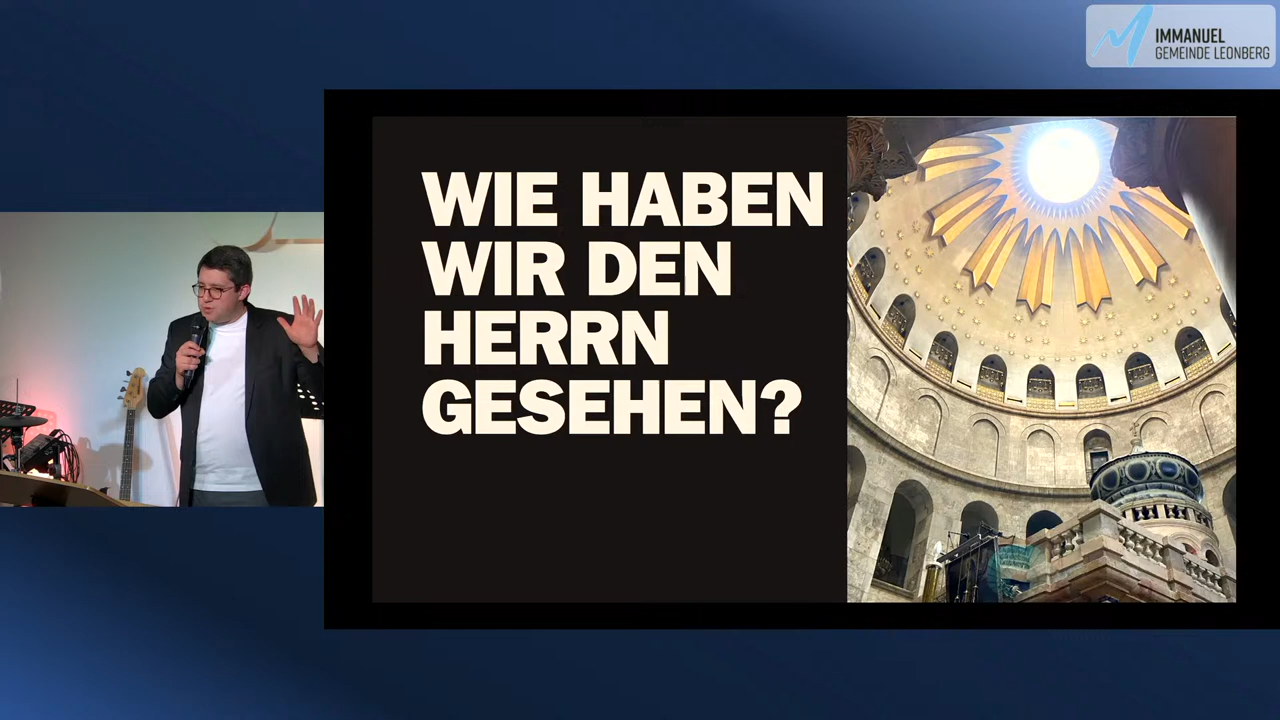 IMMANUEL
GEMEINDE LEONBERG
WIE HABEN
WIR DEN
HERRN
GESEHEN?